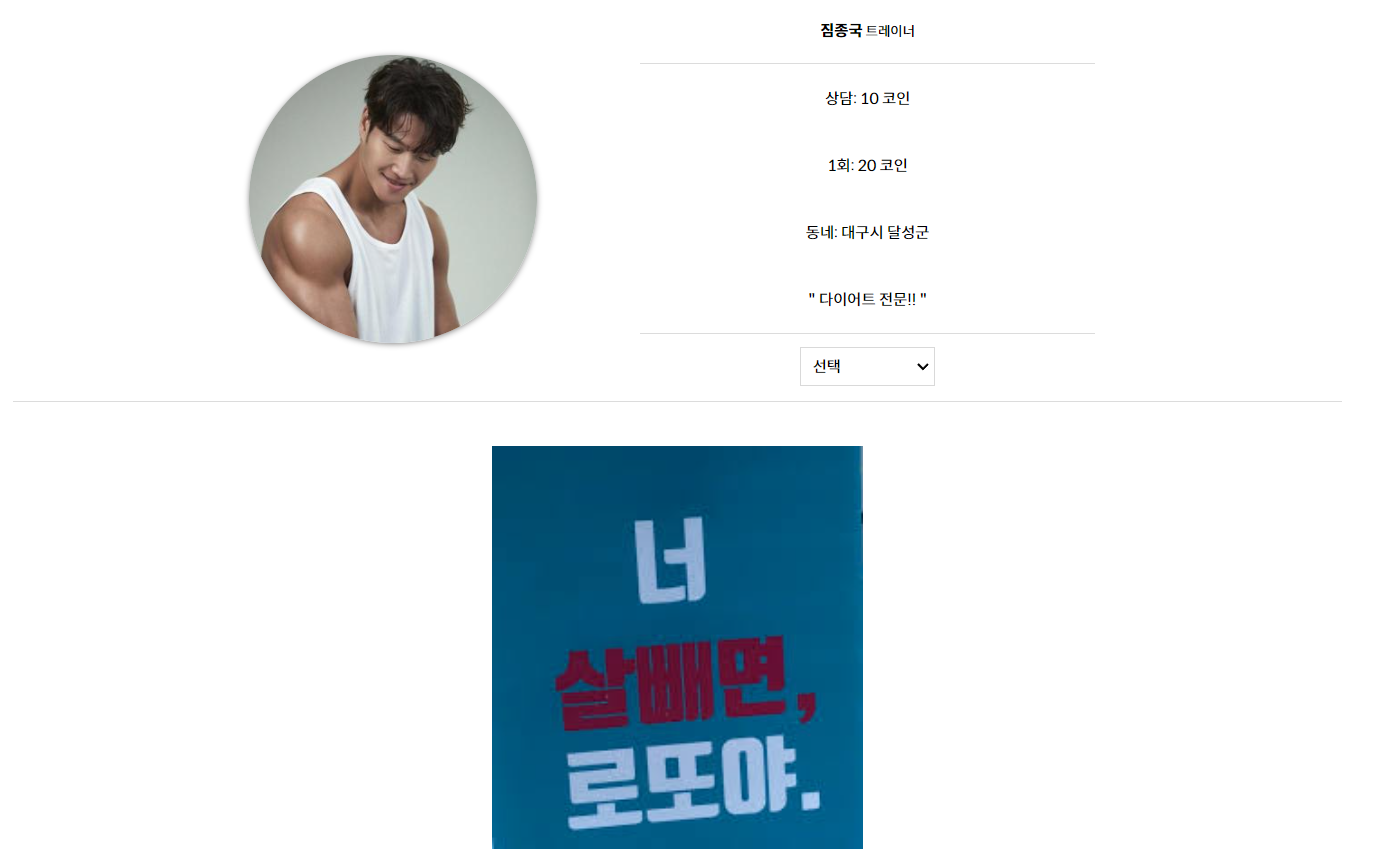 짐종국 트레이너
상담: 10 코인
1회: 20 코인
동네: 대구시 달성군
" 다이어트 전문!! "
선택
너
살빼면,
로또야.